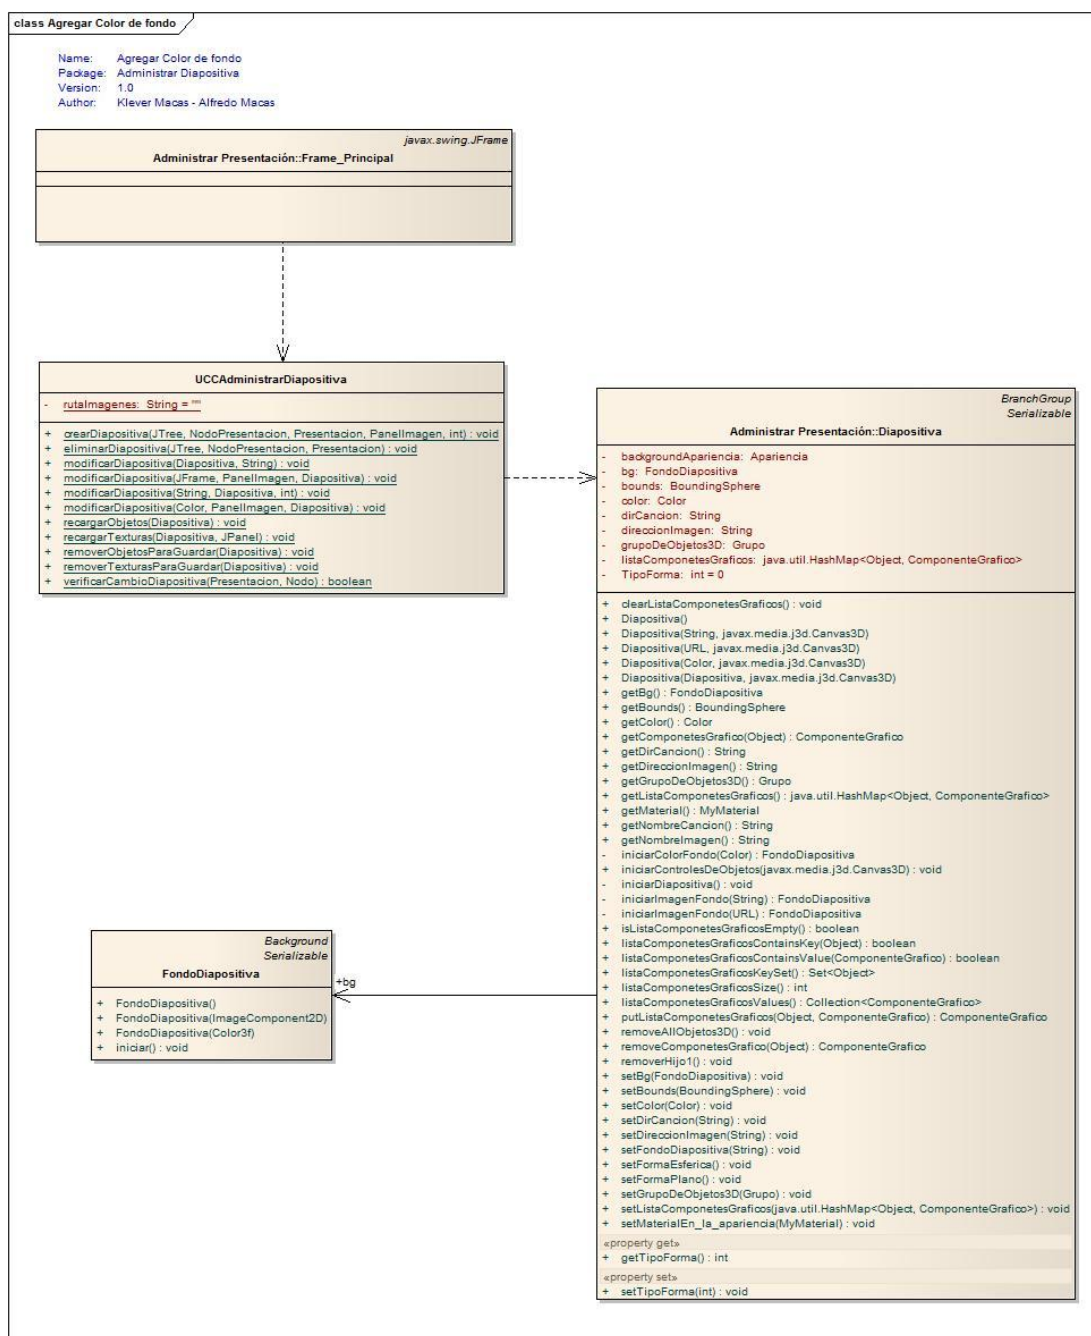 class Agregar Color de fondo
Name: Agregar Color de fondo
Package: Administrar Diapositiva
Version: 1.0
Author: Klever Macas - Alfredo Macas
javax.swing.JFrame
Administrar Presentación::Frame_Principal
UCCAdministrarDiapositiva
- rutaImagenes: String = ""
+ crearDiapositiva(JTree, NodoPresentacion, Presentacion, PanelImagen, int) : void
+ eliminarDiapositiva(JTree, NodoPresentacion, Presentacion) : void
+ modificarDiapositiva(Diapositiva, String) : void
+ modificarDiapositiva(JFrame, PanelImagen, Diapositiva) : void
+ modificarDiapositiva(String, Diapositiva, int) : void
+ modificarDiapositiva(Color, PanelImagen, Diapositiva) : void
+ recargarObjetos(Diapositiva) : void
+ recargarTexturas(Diapositiva, JPanel) : void
+ removerObjetosParaGuardar(Diapositiva) : void
+ removerTexturasParaGuardar(Diapositiva) : void
+ verificarCambioDiapositiva(Presentacion, Nodo) : boolean
BranchGroup
Serializable
Administrar Presentación::Diapositiva
- backgroundApariencia: Apariencia
- bg: FondoDiapositiva
- bounds: BoundingSphere
- color: Color
- dirCancion: String
- direccionImagen: String
- grupoDeObjetos3D: Grupo
- listaComponetesGraficos: java.util.HashMap<Object, ComponenteGrafico>
- TipoForma: int = 0
+ clearListaComponetesGraficos() : void
+ Diapositiva()
+ Diapositiva(String, javax.media.j3d.Canvas3D)
+ Diapositiva(URL, javax.media.j3d.Canvas3D)
+ Diapositiva(Color, javax.media.j3d.Canvas3D)
+ Diapositiva(Diapositiva, javax.media.j3d.Canvas3D)
+ getBg() : FondoDiapositiva
+ getBounds() : BoundingSphere
+ getColor() : Color
+ getComponetesGrafico(Object) : ComponenteGrafico
+ getDirCancion() : String
+ getDireccionImagen() : String
+ getGrupoDeObjetos3D() : Grupo
+ getListaComponetesGraficos() : java.util.HashMap<Object, ComponenteGrafico>
+ getMaterial() : MyMaterial
+ getNombreCancion() : String
+ getNombreImagen() : String
- iniciarColorFondo(Color) : FondoDiapositiva
+ iniciarControlesDeObjetos(javax.media.j3d.Canvas3D) : void
- iniciarDiapositiva() : void
- iniciarImagenFondo(String) : FondoDiapositiva
- iniciarImagenFondo(URL) : FondoDiapositiva
+ isListaComponetesGraficosEmpty() : boolean
+ listaComponetesGraficosContainsKey(Object) : boolean
+ listaComponetesGraficosContainsValue(ComponenteGrafico) : boolean
+ listaComponetesGraficosKeySet() : Set<Object>
+ listaComponetesGraficosSize() : int
+ listaComponetesGraficosValues() : Collection<ComponenteGrafico>
+ putListaComponetesGraficos(Object, ComponenteGrafico) : ComponenteGrafico
+ removeAllObjetos3D() : void
+ removeComponetesGrafico(Object) : ComponenteGrafico
+ removerHijo1() : void
+ setBg(FondoDiapositiva) : void
+ setBounds(BoundingSphere) : void
+ setColor(Color) : void
+ setDirCancion(String) : void
+ setDireccionImagen(String) : void
+ setFondoDiapositiva(String) : void
+ setFormaEsferica() : void
+ setFormaPlano() : void
+ setGrupoDeObjetos3D(Grupo) : void
+ setListaComponetesGraficos(java.util.HashMap<Object, ComponenteGrafico>) : void
+ setMaterialEn_la_apariencia(MyMaterial) : void
«property get»
+ getTipoForma() : int
«property set»
+ setTipoForma(int) : void
Background
Serializable
FondoDiapositiva
+ FondoDiapositiva()
+ FondoDiapositiva(ImageComponent2D)
+ FondoDiapositiva(Color3f)
+ iniciar() : void
+bg